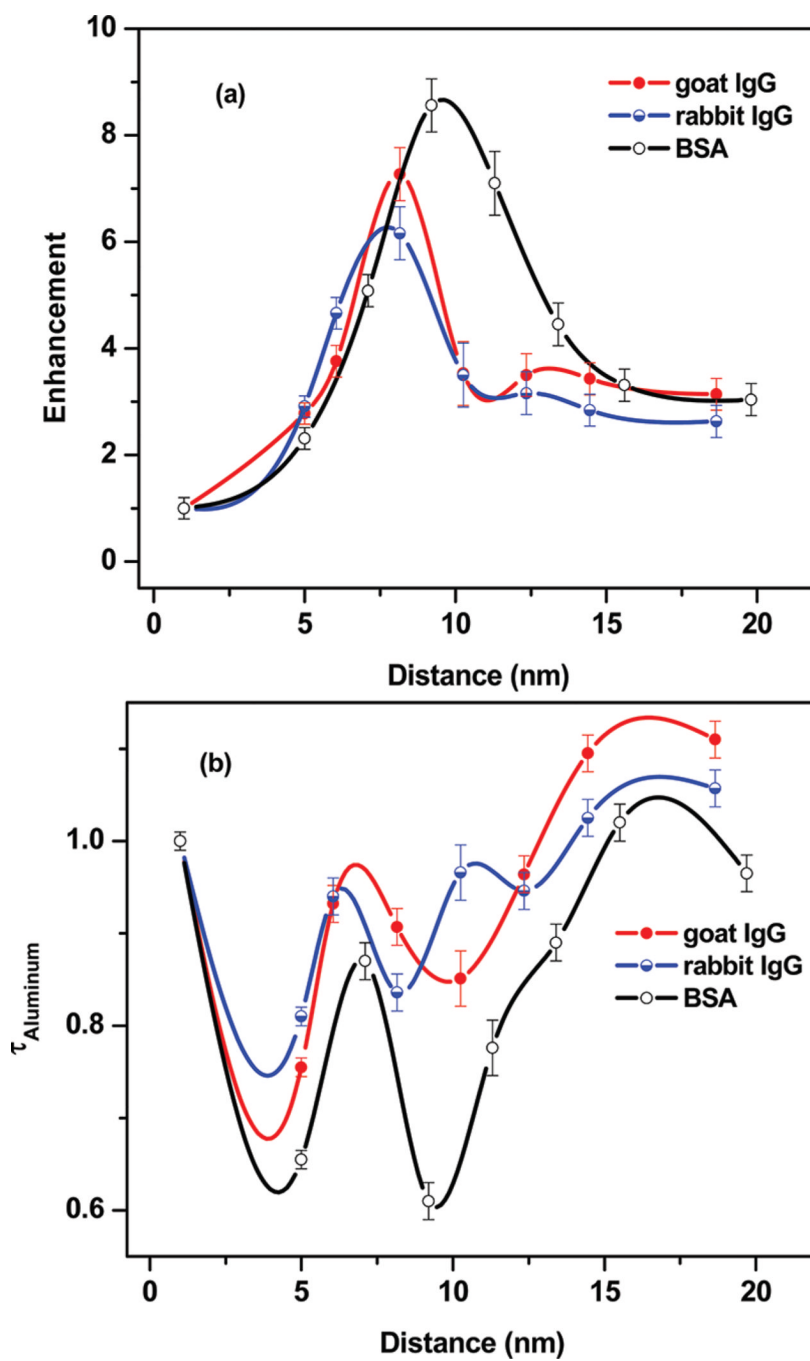 10
(a)
goat IgG
rabbit IgG
BSA
8
6
4
2
0
Enhancement
0 5 10 15 20
Distance (nm)
(b)
1.0
0.8
0.6
τAluminum
goat IgG
rabbit IgG
BSA
0 5 10 15 20
Distance (nm)